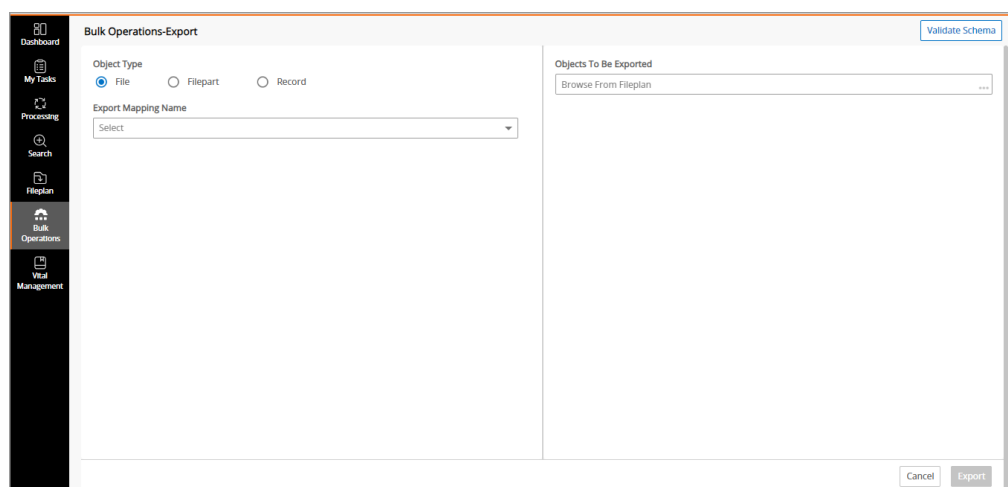 Dashboard
My Tasks
Processing
Search
Fileplan
Bulk
Operations
Vital
Management
Bulk Operations-Export
Validate Schema
Object Type
File
Filepart
Record
Export Mapping Name
Select
Objects To Be Exported
Browse From Fileplan
...
Cancel
Export